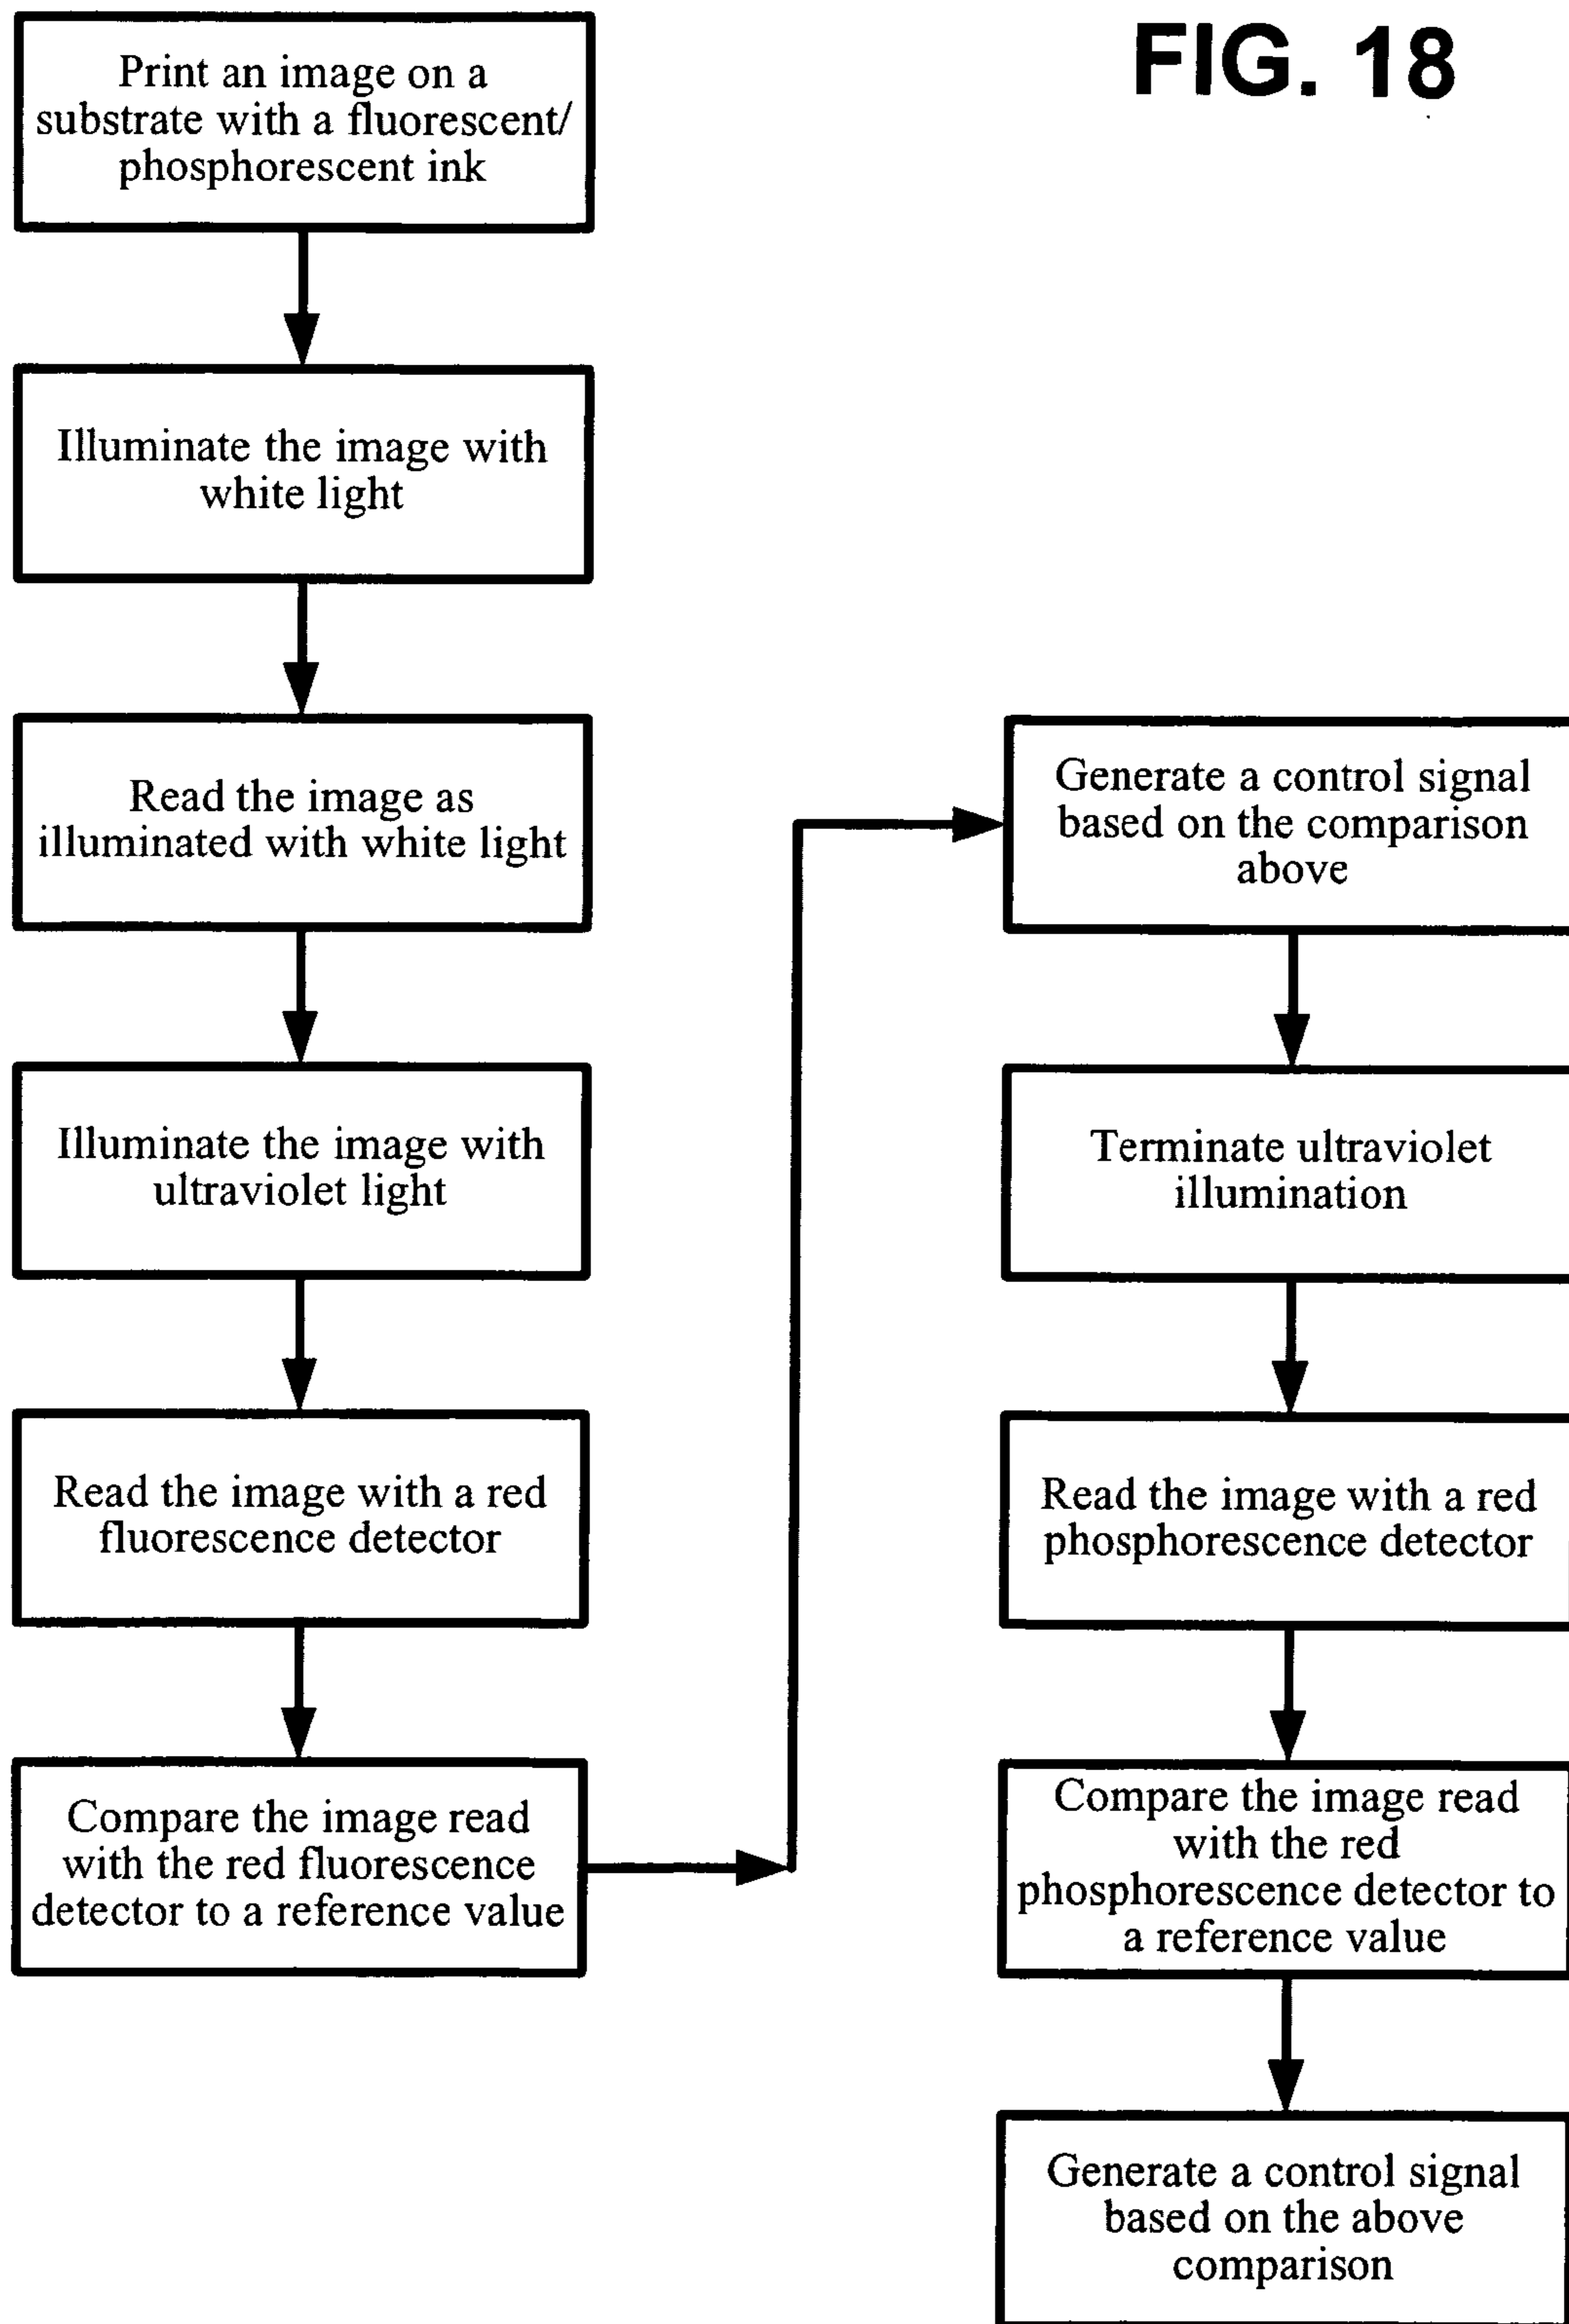 FIG. 18
Print an image on a
substrate with a fluorescent/
phosphorescent ink
Illuminate the image with
white light
Read the image as
illuminated with white light
Illuminate the image with
ultraviolet light
Read the image with a red
fluorescence detector
Compare the image read
with the red fluorescence
detector to a reference value
Generate a control signal
based on the comparison
above
Terminate ultraviolet
illumination
Read the image with a red
phosphorescence detector
Compare the image read
with the red
phosphorescence detector to
a reference value
Generate a control signal
based on the above
comparison